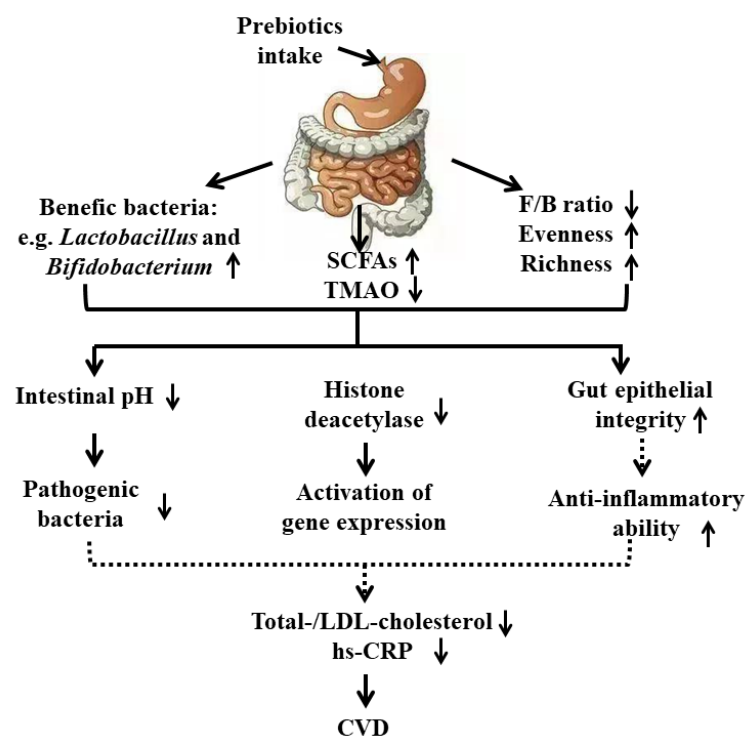 Prebiotics
intake
Benefic bacteria:
e.g. Lactobacillus and
Bifidobacterium ↑
SCFAs ↑
TMAO ↓
F/B ratio ↓
Evenness ↑
Richness ↑
Intestinal pH ↓
Histone
deacetylase ↓
Gut epithelial
integrity ↑
Pathogenic
bacteria ↓
Activation of
gene expression
Anti-inflammatory
ability ↑
Total-/LDL-cholesterol ↓
hs-CRP ↓
CVD